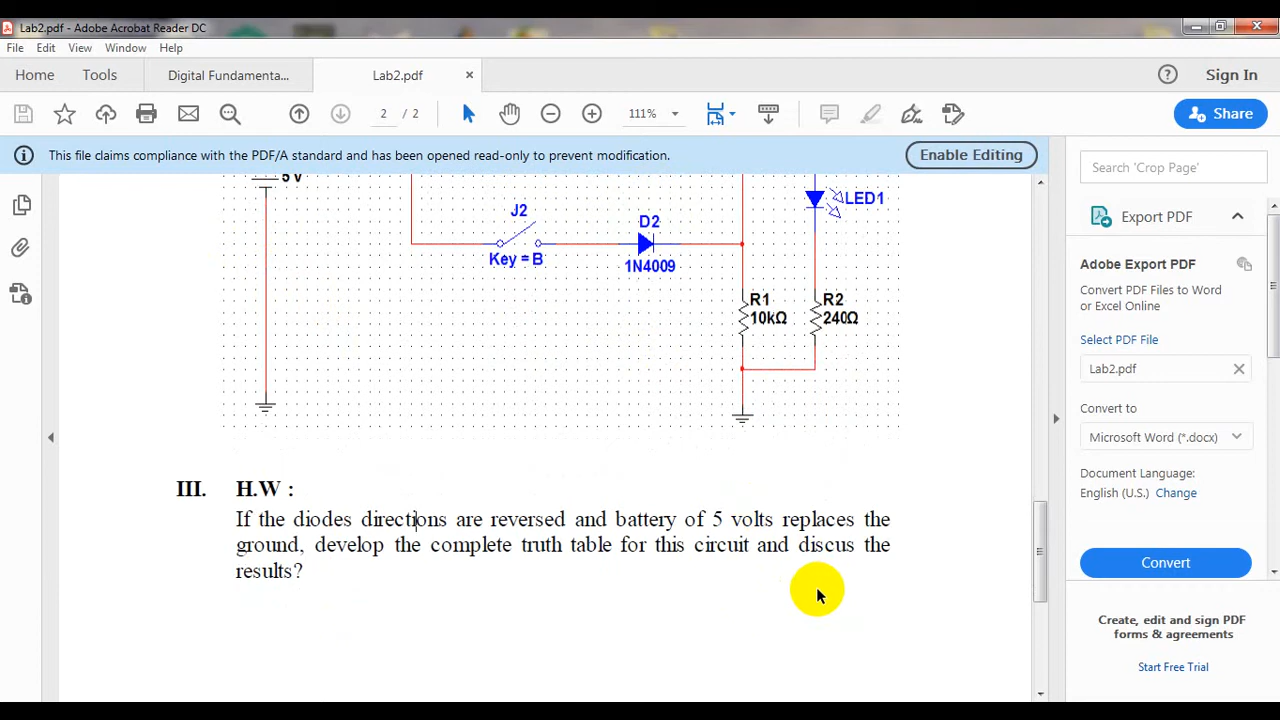 Lab2.pdf - Adobe Acrobat Reader DC
File Edit View Window Help
Home Tools Digital Fundamenta... Lab2.pdf × Sign In
2 / 2 111% Share
This file claims compliance with the PDF/A standard and has been opened read-only to prevent modification. Enable Editing
Search 'Crop Page'
5 V
LED1
J2
D2
Key = B
1N4009
R1
10kΩ
R2
240Ω
III. H.W :
If the diodes directions are reversed and battery of 5 volts replaces the
ground, develop the complete truth table for this circuit and discus the
results?
Export PDF
Adobe Export PDF
Convert PDF Files to Word
or Excel Online
Select PDF File
Lab2.pdf
Convert to
Microsoft Word (*.docx)
Document Language:
English (U.S.) Change
Convert
Create, edit and sign PDF
forms & agreements
Start Free Trial